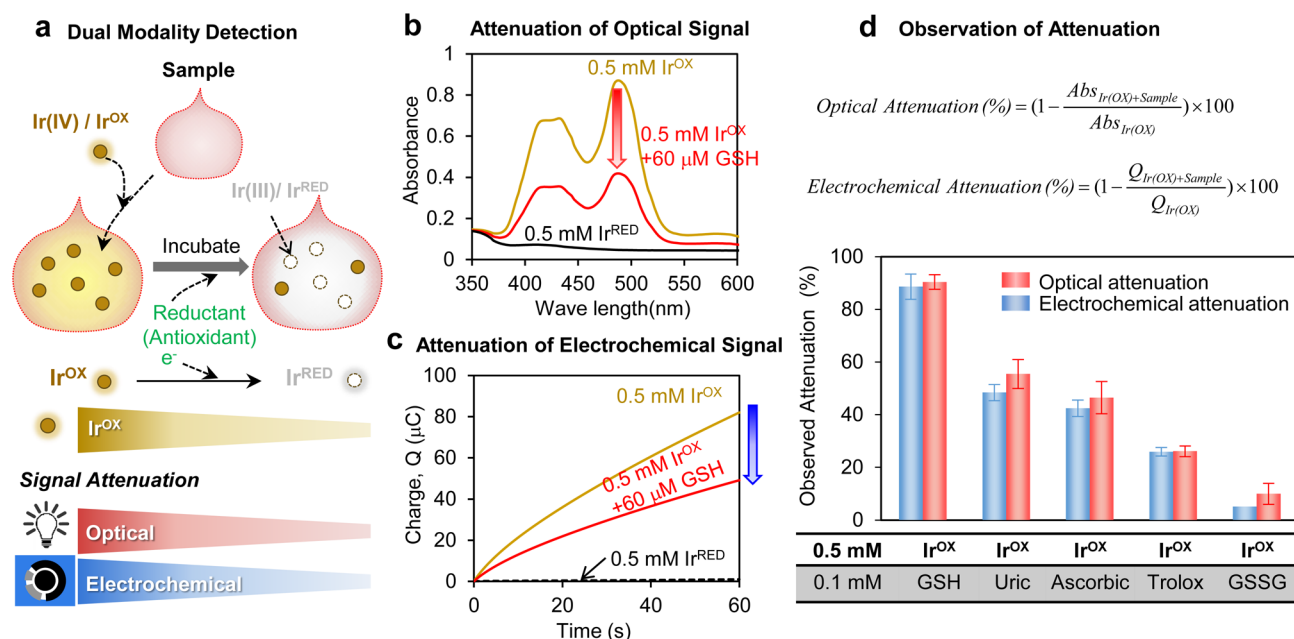 a Dual Modality Detection
Sample
Ir(IV) / Ir^OX
Ir(III)/ Ir^RED
Incubate
Reductant
(Antioxidant)
e-
Ir^OX
Ir^RED
Ir^OX
Signal Attenuation
Optical
Electrochemical
b Attenuation of Optical Signal
1
0.8
0.6
0.4
0.2
0
Absorbance
0.5 mM Ir^OX
0.5 mM Ir^OX
+60 μM GSH
0.5 mM Ir^RED
350 400 450 500 550 600
Wave length(nm)
c Attenuation of Electrochemical Signal
100
80
60
40
20
0
Charge, Q (μC)
0.5 mM Ir^OX
0.5 mM Ir^OX
+60 μM GSH
0.5 mM Ir^RED
0 20 40 60
Time (s)
d Observation of Attenuation
Optical Attenuation (%) = (1 - Abs_Ir(OX)+Sample / Abs_Ir(OX)) × 100
Electrochemical Attenuation (%) = (1 - Q_Ir(OX)+Sample / Q_Ir(OX)) × 100
100
80
60
40
20
0
Observed Attenuation (%)
Optical attenuation
Electrochemical attenuation
0.5 mM Ir^OX Ir^OX Ir^OX Ir^OX Ir^OX
0.1 mM GSH Uric Ascorbic Trolox GSSG